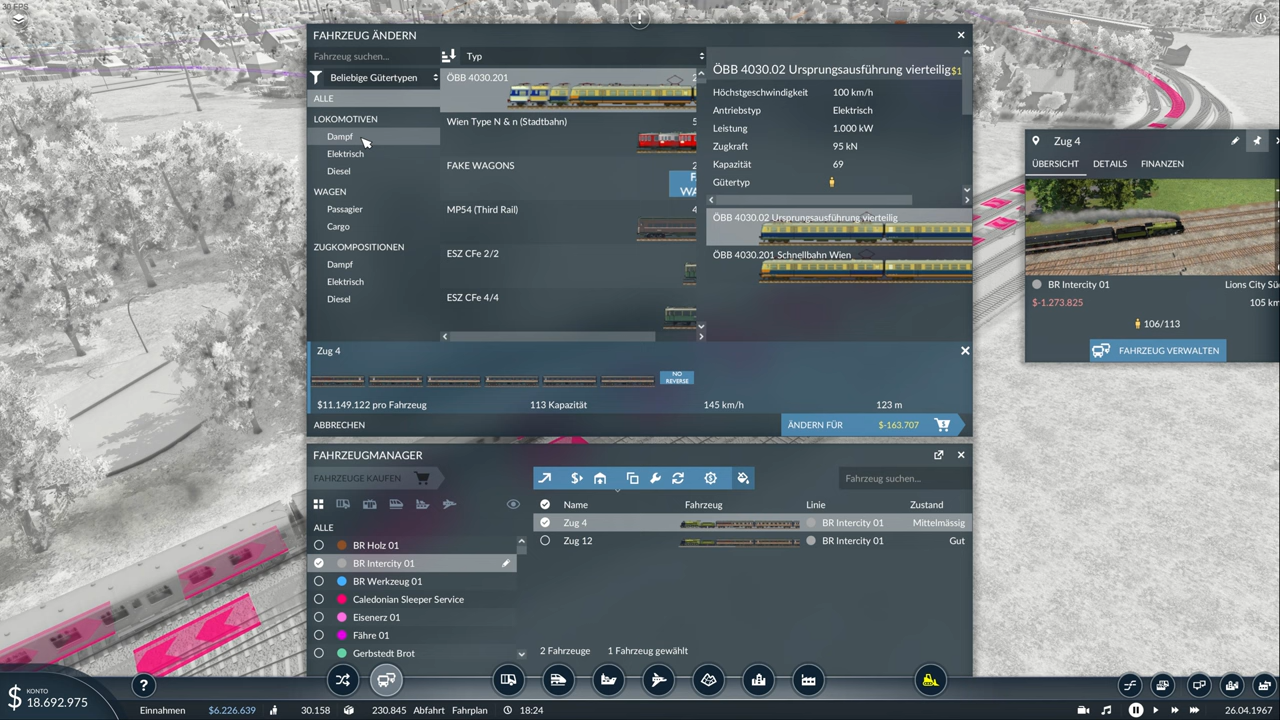 30 FPS
FAHRZEUG ÄNDERN
Fahrzeug suchen...
Typ
Beliebige Gütertypen
ALLE
LOKOMOTIVEN
Dampf
Elektrisch
Diesel
WAGEN
Passagier
Cargo
ZUGKOMPOSITIONEN
Dampf
Elektrisch
Diesel
ÖBB 4030.201
2
Wien Type N & n (Stadtbahn)
5
FAKE WAGONS
2
MP54 (Third Rail)
4
ESZ CFe 2/2
ESZ CFe 4/4
ÖBB 4030.02 Ursprungsausführung vierteilig $1
Höchstgeschwindigkeit 100 km/h
Antriebstyp Elektrisch
Leistung 1.000 kW
Zugkraft 95 kN
Kapazität 69
Gütertyp
ÖBB 4030.02 Ursprungsausführung vierteilig
ÖBB 4030.201 Schnellbahn Wien
Zug 4
NO REVERSE
$11.149.122 pro Fahrzeug 113 Kapazität 145 km/h 123 m
ABBRECHEN
ÄNDERN FÜR $-163.707
Zug 4
ÜBERSICHT DETAILS FINANZEN
BR Intercity 01 Lions City Sü
$-1.273.825 105 km
106/113
FAHRZEUG VERWALTEN
FAHRZEUGMANAGER
FAHRZEUGE KAUFEN
Fahrzeug suchen...
ALLE
BR Holz 01
BR Intercity 01
BR Werkzeug 01
Caledonian Sleeper Service
Eisenerz 01
Fähre 01
Gerbstedt Brot
Name Fahrzeug Linie Zustand
Zug 4 BR Intercity 01 Mittelmässig
Zug 12 BR Intercity 01 Gut
2 Fahrzeuge 1 Fahrzeug gewählt
KONTO
$ 18.692.975
?
Einnahmen $6.226.639 30.158 230.845 Abfahrt Fahrplan 18:24
26.04.1967